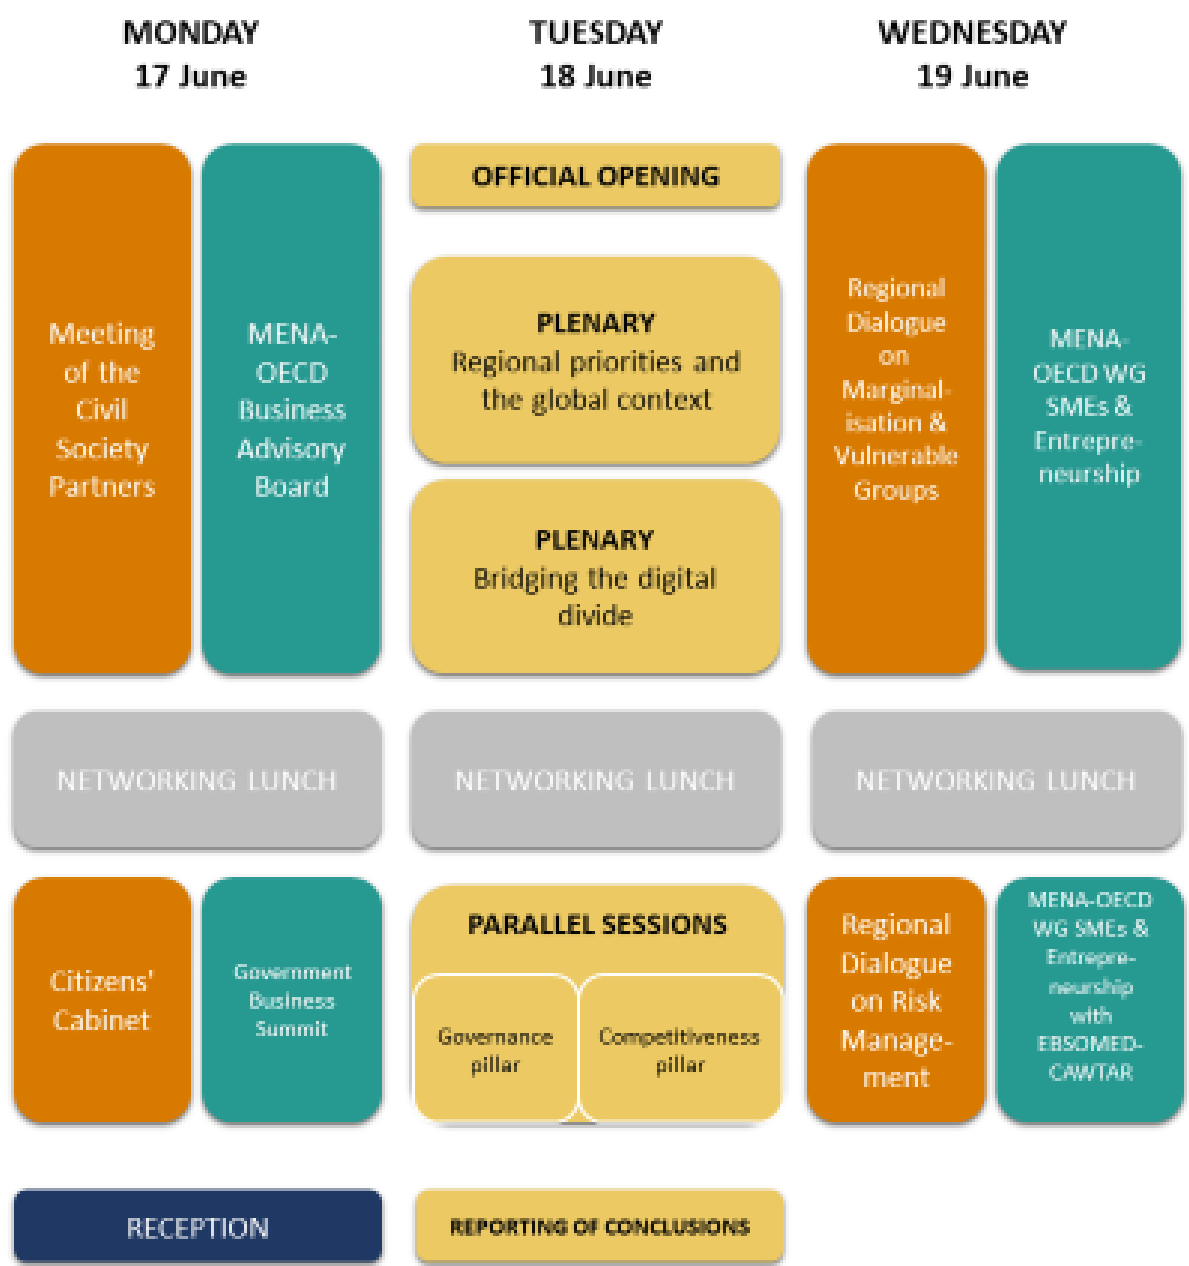 MONDAY
17 June
TUESDAY
18 June
WEDNESDAY
19 June
Meeting
of the
Civil
Society
Partners
MENA-
OECD
Business
Advisory
Board
OFFICIAL OPENING
PLENARY
Regional priorities and
the global context
PLENARY
Bridging the digital
divide
Regional
Dialogue
on
Marginal-
isation &
Vulnerable
Groups
MENA-
OECD WG
SMEs &
Entrepre-
neurship
NETWORKING LUNCH
NETWORKING LUNCH
NETWORKING LUNCH
Citizens'
Cabinet
Government
Business
Summit
PARALLEL SESSIONS
Governance
pillar
Competitiveness
pillar
Regional
Dialogue
on Risk
Manage-
ment
MENA-OECD
WG SMEs &
Entrepre-
neurship
with
EBSOMED-
CAWTAR
RECEPTION
REPORTING OF CONCLUSIONS